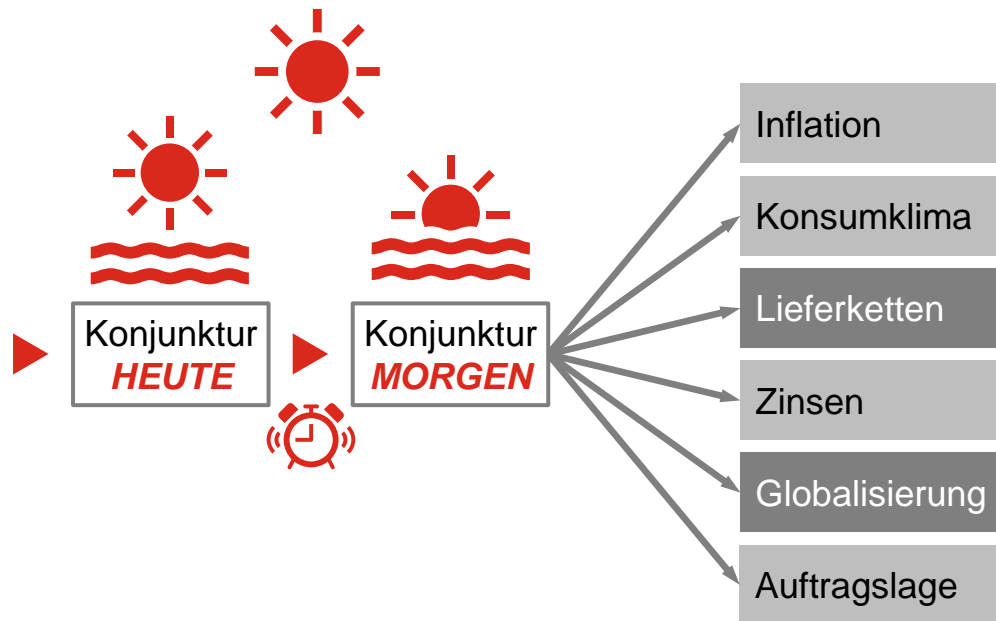 Konjunktur
HEUTE
Konjunktur
MORGEN
Inflation
Konsumklima
Lieferketten
Zinsen
Globalisierung
Auftragslage